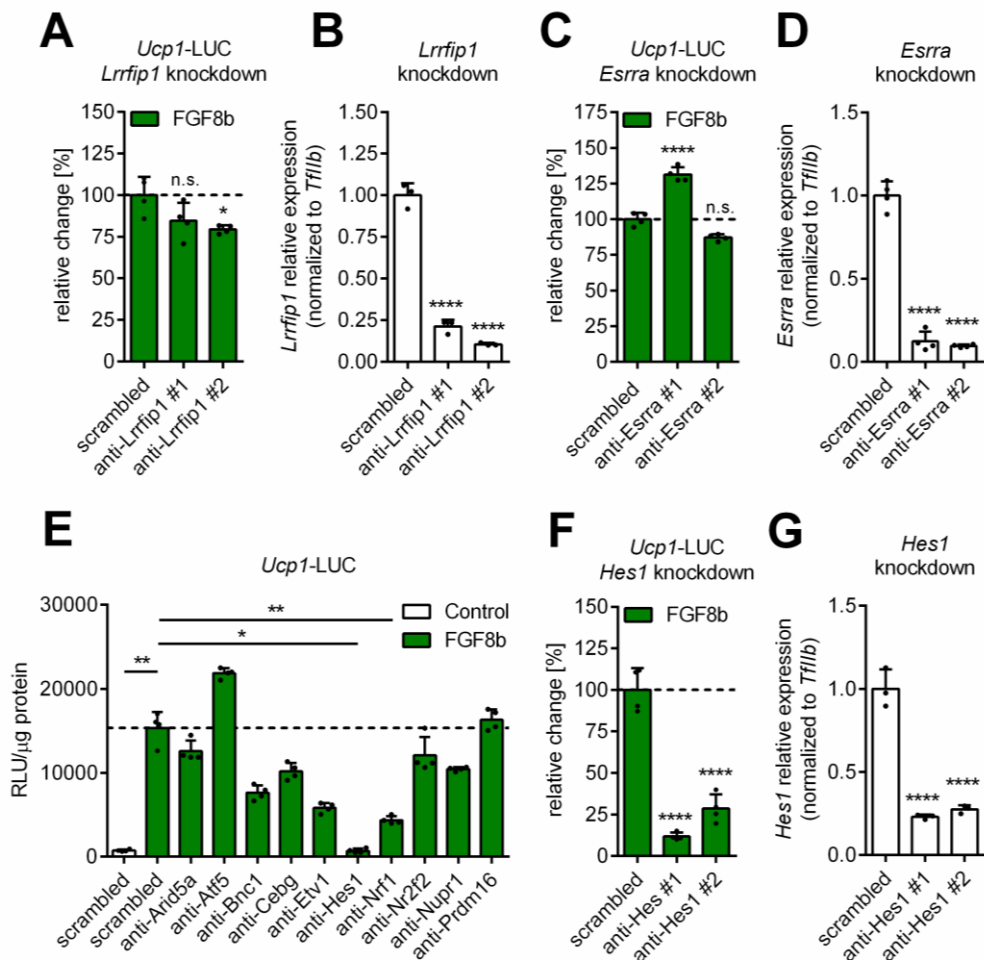 A
Ucp1-LUC
Lrrfip1 knockdown
FGF8b
relative change [%]
150
125
100
75
50
25
0
n.s.
*
scrambled
anti-Lrrfip1 #1
anti-Lrrfip1 #2
B
Lrrfip1
knockdown
Lrrfip1 relative expression
(normalized to TfIIb)
1.5
1.25
1.0
0.75
0.50
0.25
0.00
****
****
scrambled
anti-Lrrfip1 #1
anti-Lrrfip1 #2
C
Ucp1-LUC
Esrra knockdown
FGF8b
relative change [%]
175
150
125
100
75
50
25
0
****
n.s.
scrambled
anti-Esrra #1
anti-Esrra #2
D
Esrra
knockdown
Esrra relative expression
(normalized to TfIIb)
1.5
1.0
0.5
0.0
****
****
scrambled
anti-Esrra #1
anti-Esrra #2
E
Ucp1-LUC
Control
FGF8b
RLU/µg protein
30000
20000
10000
0
**
**
*
scrambled
scrambled
anti-Arid5a
anti-Atf5
anti-Bnc1
anti-Cebg
anti-Etv1
anti-Hes1
anti-Nrf1
anti-Nr2f2
anti-Nupr1
anti-Prdm16
F
Ucp1-LUC
Hes1 knockdown
FGF8b
relative change [%]
150
125
100
75
50
25
0
****
****
scrambled
anti-Hes #1
anti-Hes1 #2
G
Hes1
knockdown
Hes1 relative expression
(normalized to TfIIb)
1.5
1.0
0.5
0.0
****
****
scrambled
anti-Hes1 #1
anti-Hes1 #2